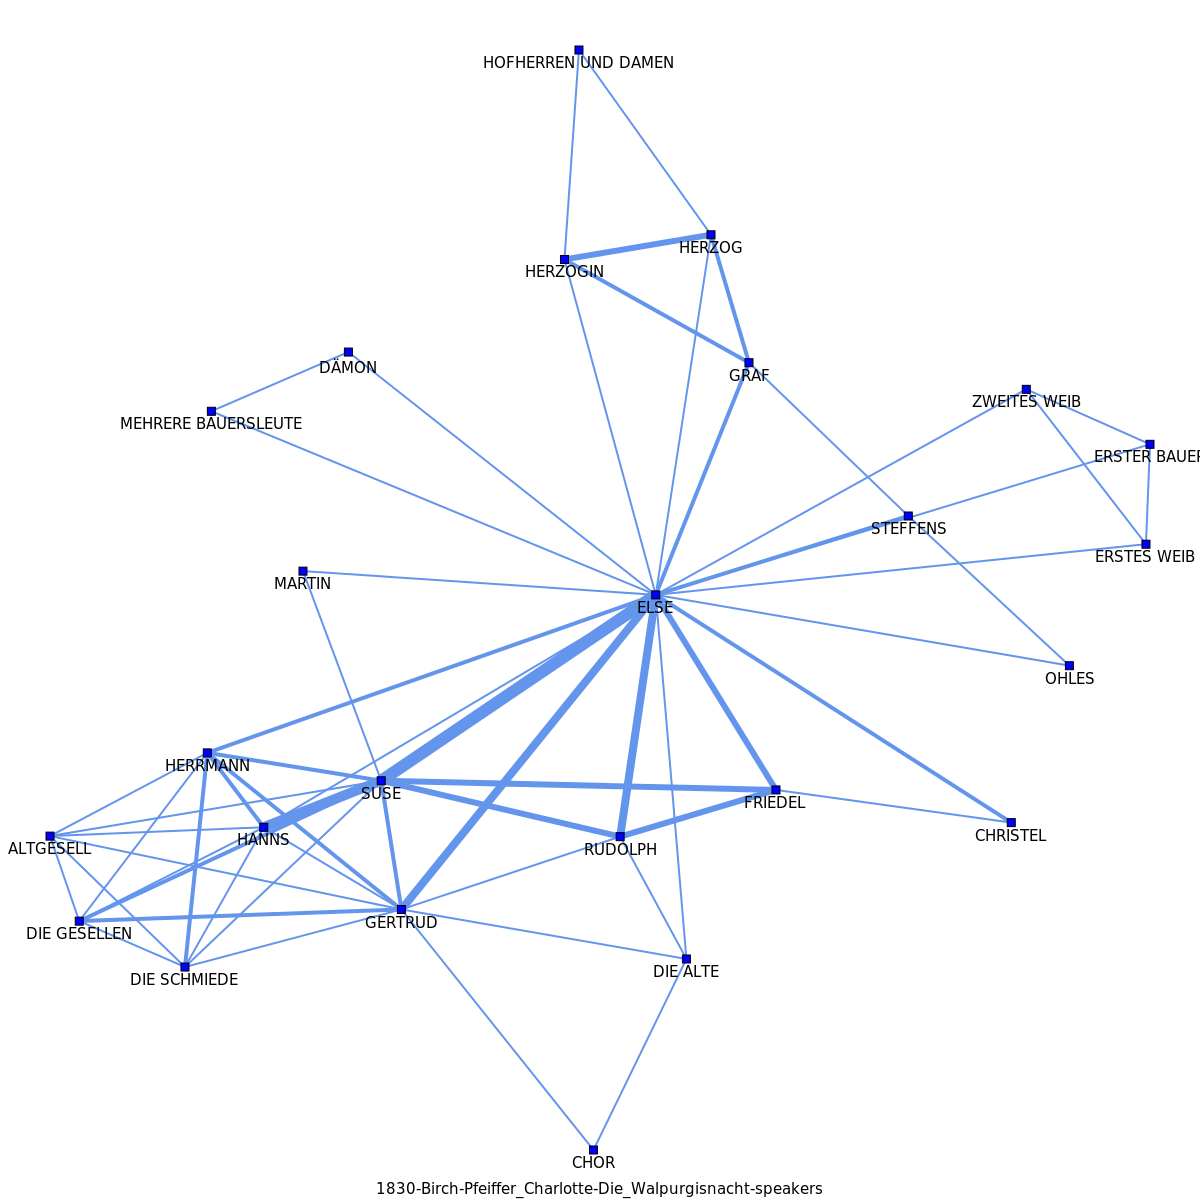 HOFHERREN UND DAMEN
HERZOG
HERZOGIN
DÄMON
GRAF
ZWEITES WEIB
MEHRERE BAUERSLEUTE
ERSTER BAUER
STEFFENS
ERSTES WEIB
MARTIN
ELSE
OHLES
HERRMANN
SUSE
FRIEDEL
HANNS
CHRISTEL
ALTGESELL
RUDOLPH
GERTRUD
DIE GESELLEN
DIE ALTE
DIE SCHMIEDE
CHOR
1830-Birch-Pfeiffer_Charlotte-Die_Walpurgisnacht-speakers